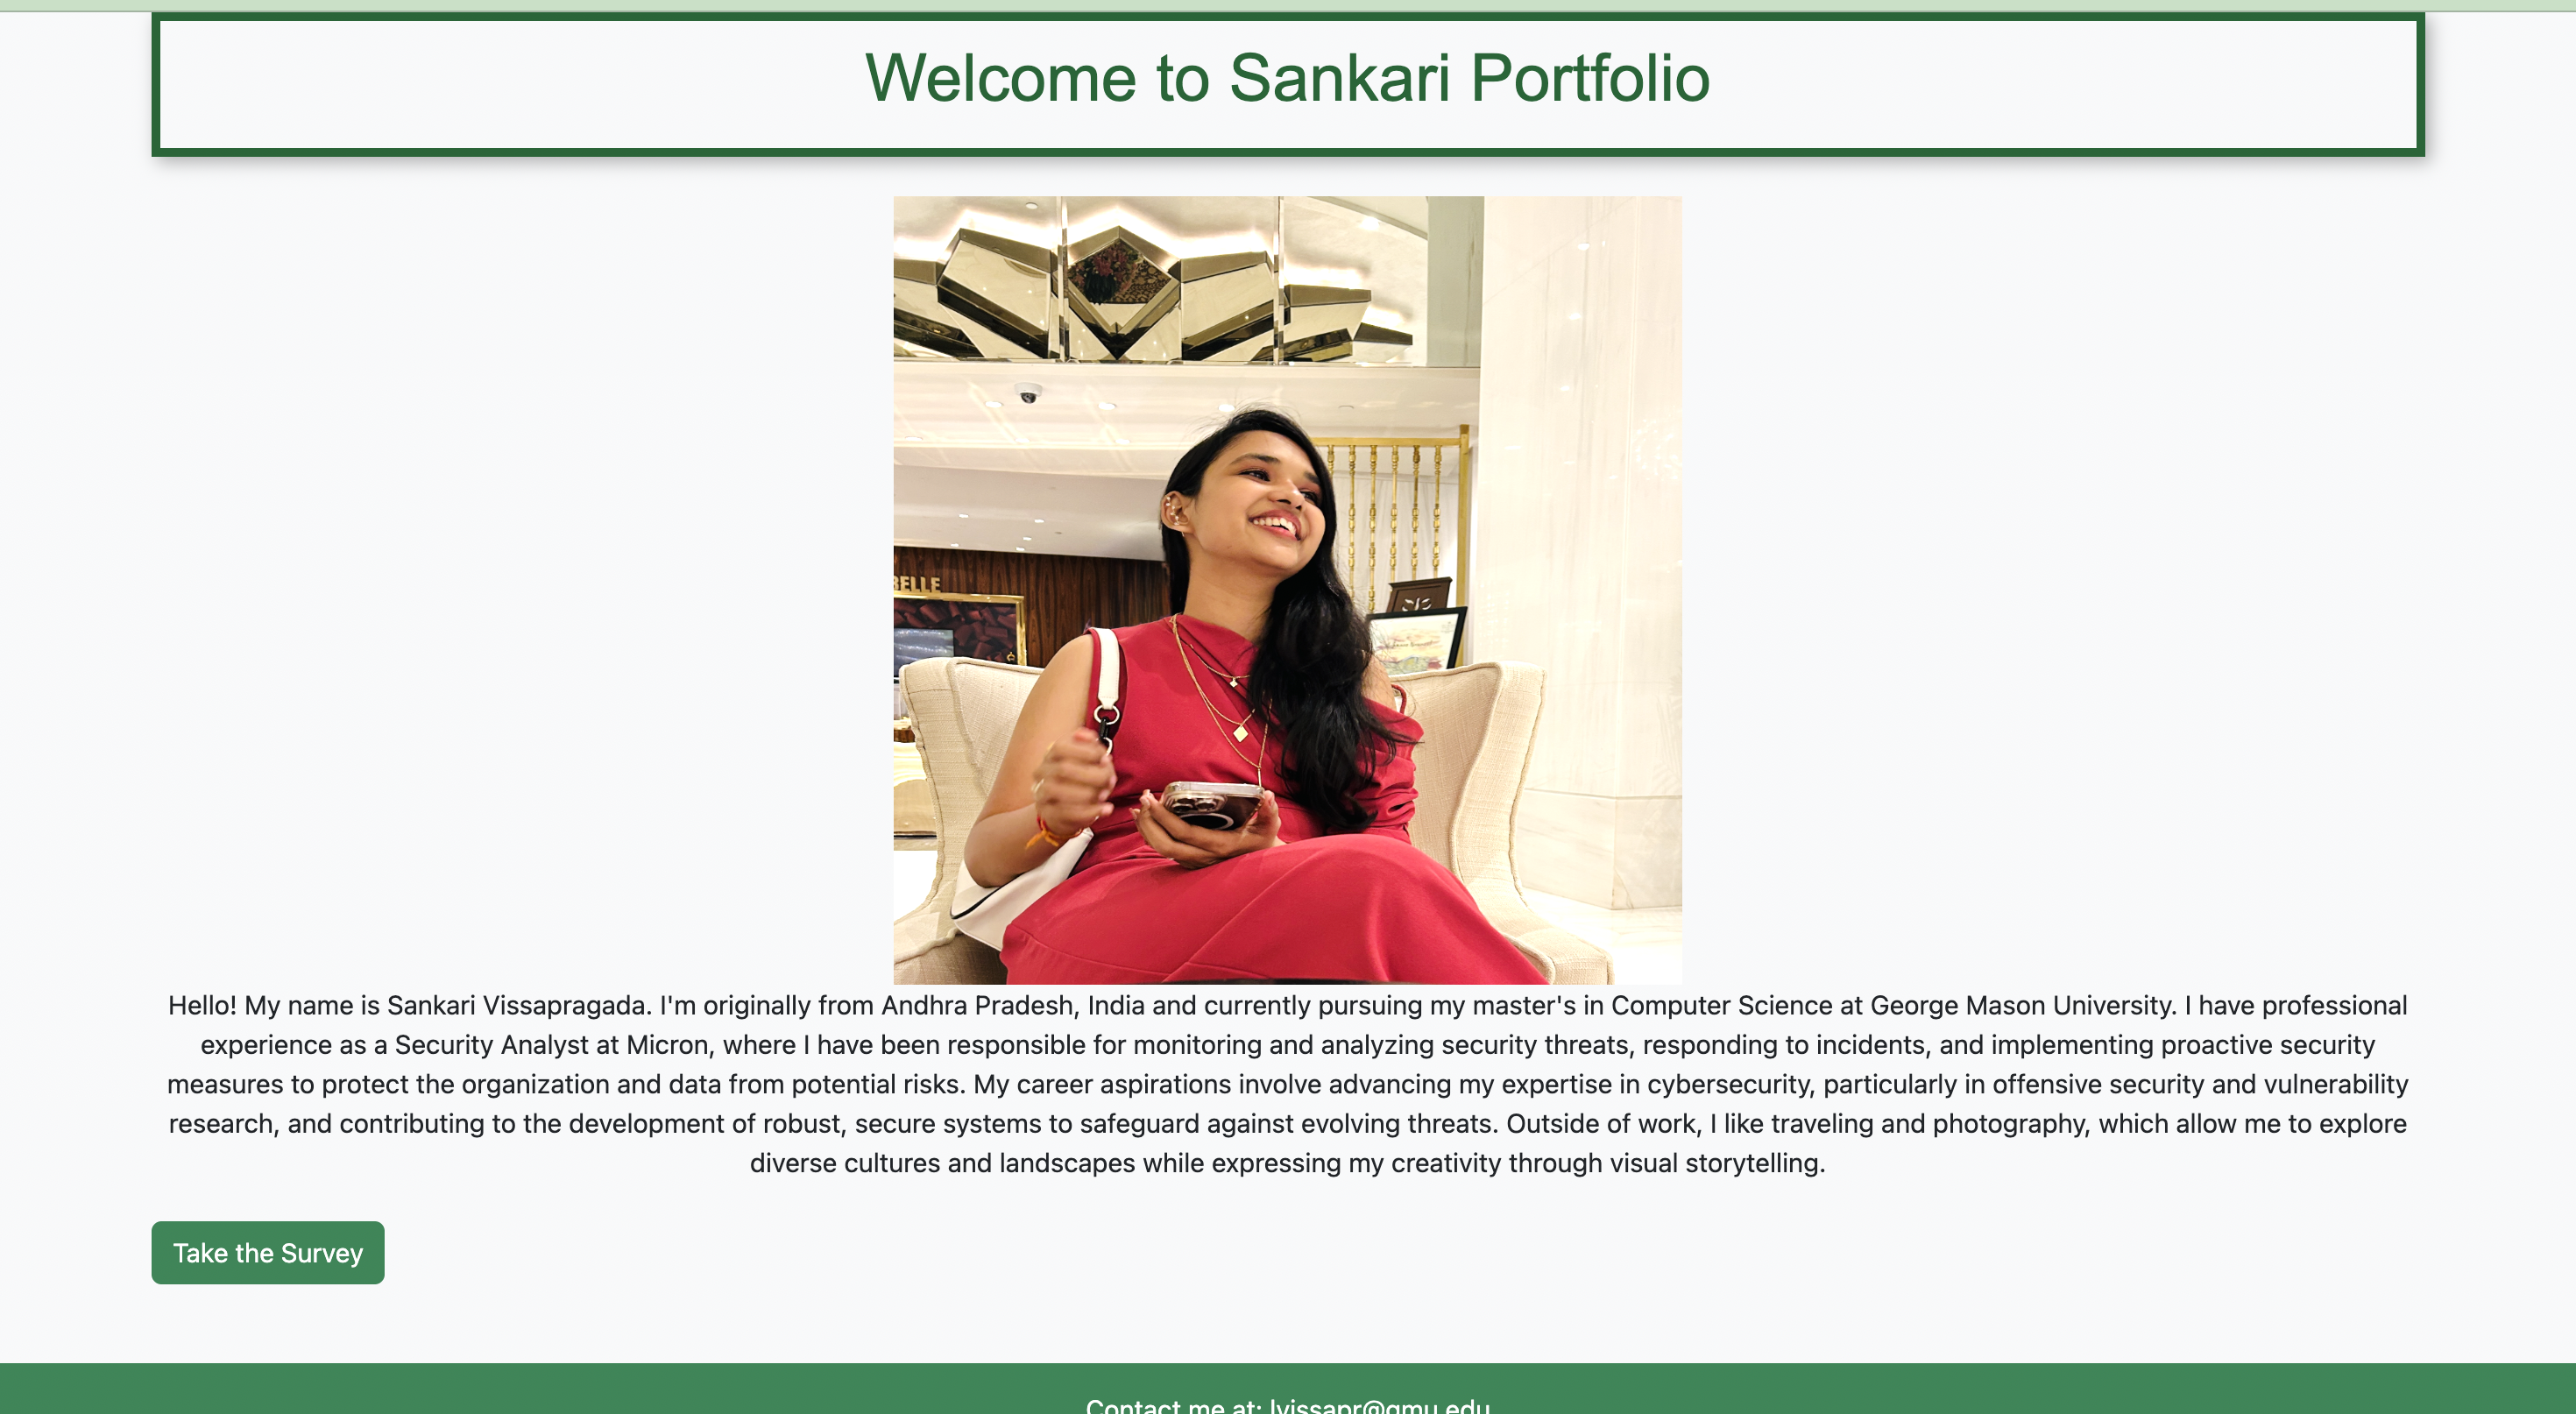 Welcome to Sankari Portfolio
BELLE
Hello! My name is Sankari Vissapragada. I'm originally from Andhra Pradesh, India and currently pursuing my master's in Computer Science at George Mason University. I have professional
experience as a Security Analyst at Micron, where I have been responsible for monitoring and analyzing security threats, responding to incidents, and implementing proactive security
measures to protect the organization and data from potential risks. My career aspirations involve advancing my expertise in cybersecurity, particularly in offensive security and vulnerability
research, and contributing to the development of robust, secure systems to safeguard against evolving threats. Outside of work, I like traveling and photography, which allow me to explore
diverse cultures and landscapes while expressing my creativity through visual storytelling.
Take the Survey
Contact me at: lvissapr@gmu.edu